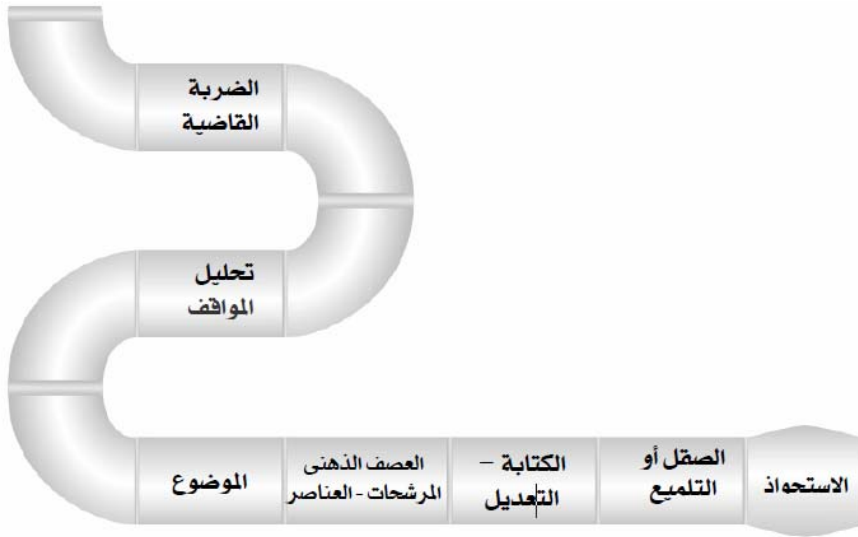 الضربة
القاضية
تحليل
المواقف
الاستحواذ
الصقل أو
التلميع
الكتابة –
التعديل
العصف الذهنى
المرشحات - العناصر
الموضوع